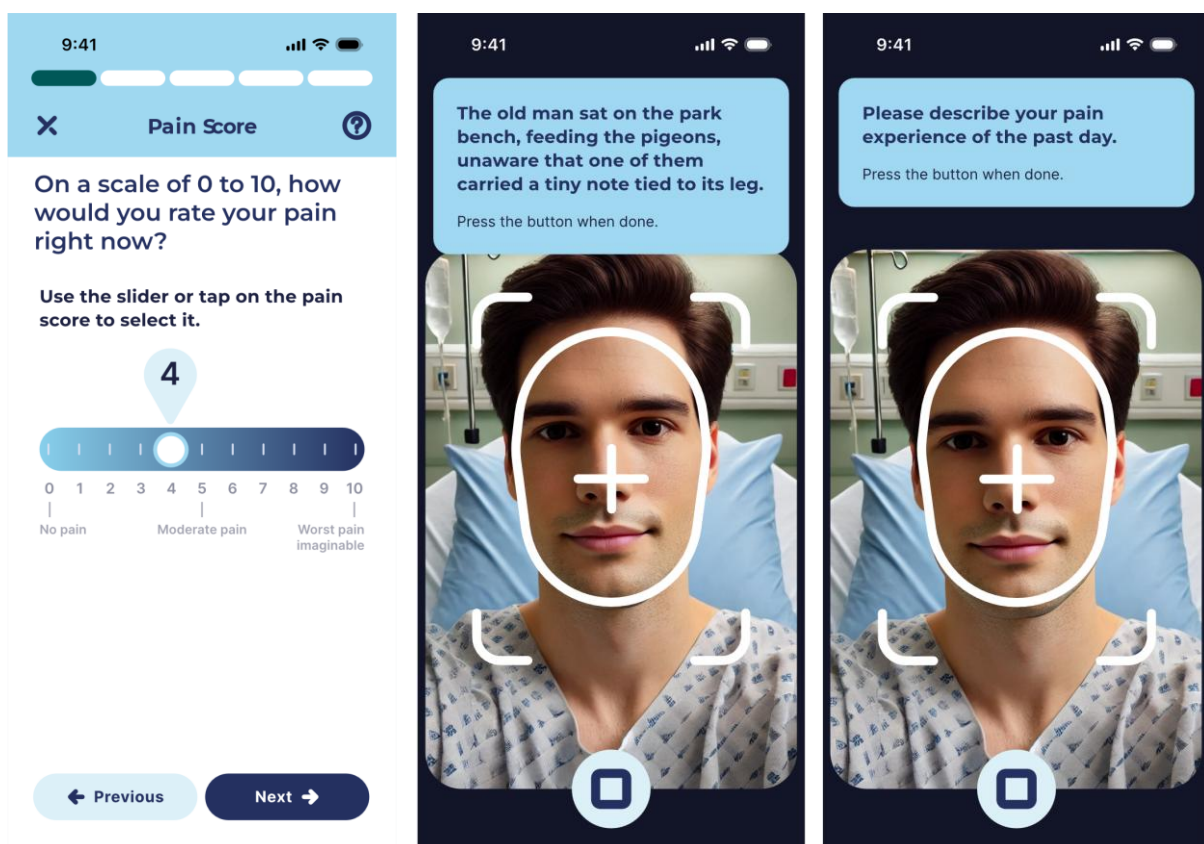 9:41
Pain Score
On a scale of 0 to 10, how
would you rate your pain
right now?
Use the slider or tap on the pain
score to select it.
4
0 1 2 3 4 5 6 7 8 9 10
No pain Moderate pain Worst pain
imaginable
Previous Next
9:41
The old man sat on the park
bench, feeding the pigeons,
unaware that one of them
carried a tiny note tied to its leg.
Press the button when done.
9:41
Please describe your pain
experience of the past day.
Press the button when done.